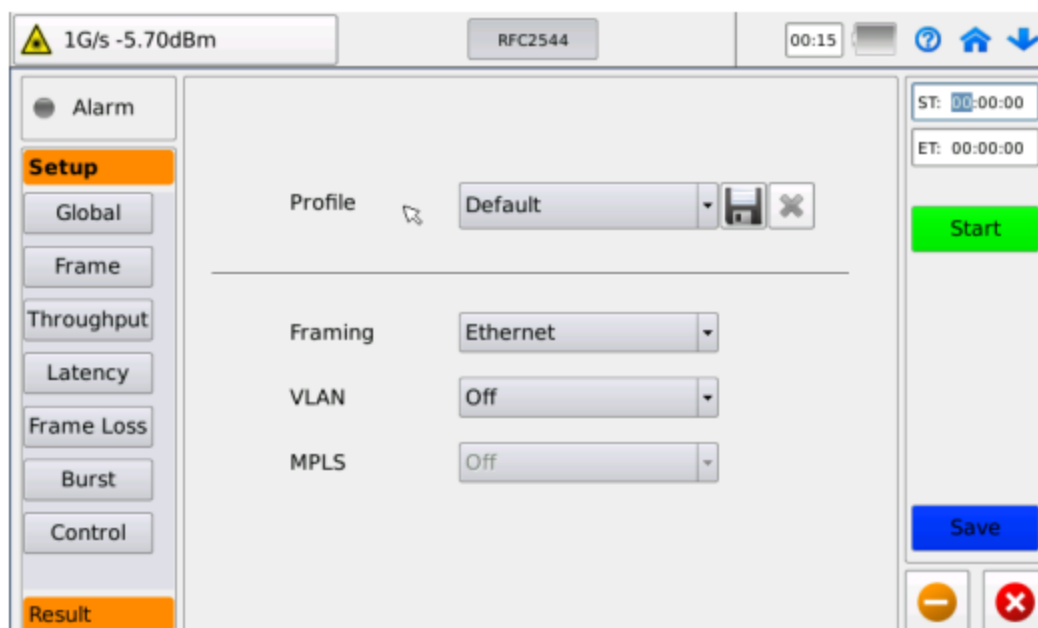 1G/s -5.70dBm
RFC2544
00:15
Alarm
Setup
Global
Frame
Throughput
Latency
Frame Loss
Burst
Control
Result
Profile
Default
Framing
Ethernet
VLAN
Off
MPLS
Off
ST: 00:00:00
ET: 00:00:00
Start
Save